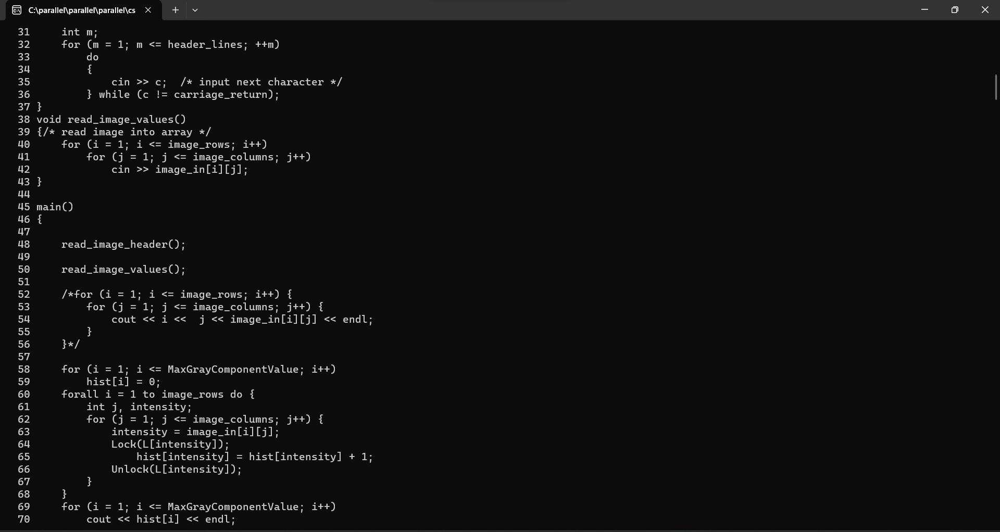 C:\parallel\parallel\parallel\cs
31     int m;
32     for (m = 1; m <= header_lines; ++m)
33         do
34         {
35             cin >> c;  /* input next character */
36         } while (c != carriage_return);
37 }
38 void read_image_values()
39 {/* read image into array */
40     for (i = 1; i <= image_rows; i++)
41         for (j = 1; j <= image_columns; j++)
42             cin >> image_in[i][j];
43 }
44
45 main()
46 {
47
48     read_image_header();
49
50     read_image_values();
51
52     /*for (i = 1; i <= image_rows; i++) {
53         for (j = 1; j <= image_columns; j++) {
54             cout << i <<  j << image_in[i][j] << endl;
55         }
56     }*/
57
58     for (i = 1; i <= MaxGrayComponentValue; i++)
59         hist[i] = 0;
60     forall i = 1 to image_rows do {
61         int j, intensity;
62         for (j = 1; j <= image_columns; j++) {
63             intensity = image_in[i][j];
64             Lock(L[intensity]);
65                 hist[intensity] = hist[intensity] + 1;
66             Unlock(L[intensity]);
67         }
68     }
69     for (i = 1; i <= MaxGrayComponentValue; i++)
70         cout << hist[i] << endl;